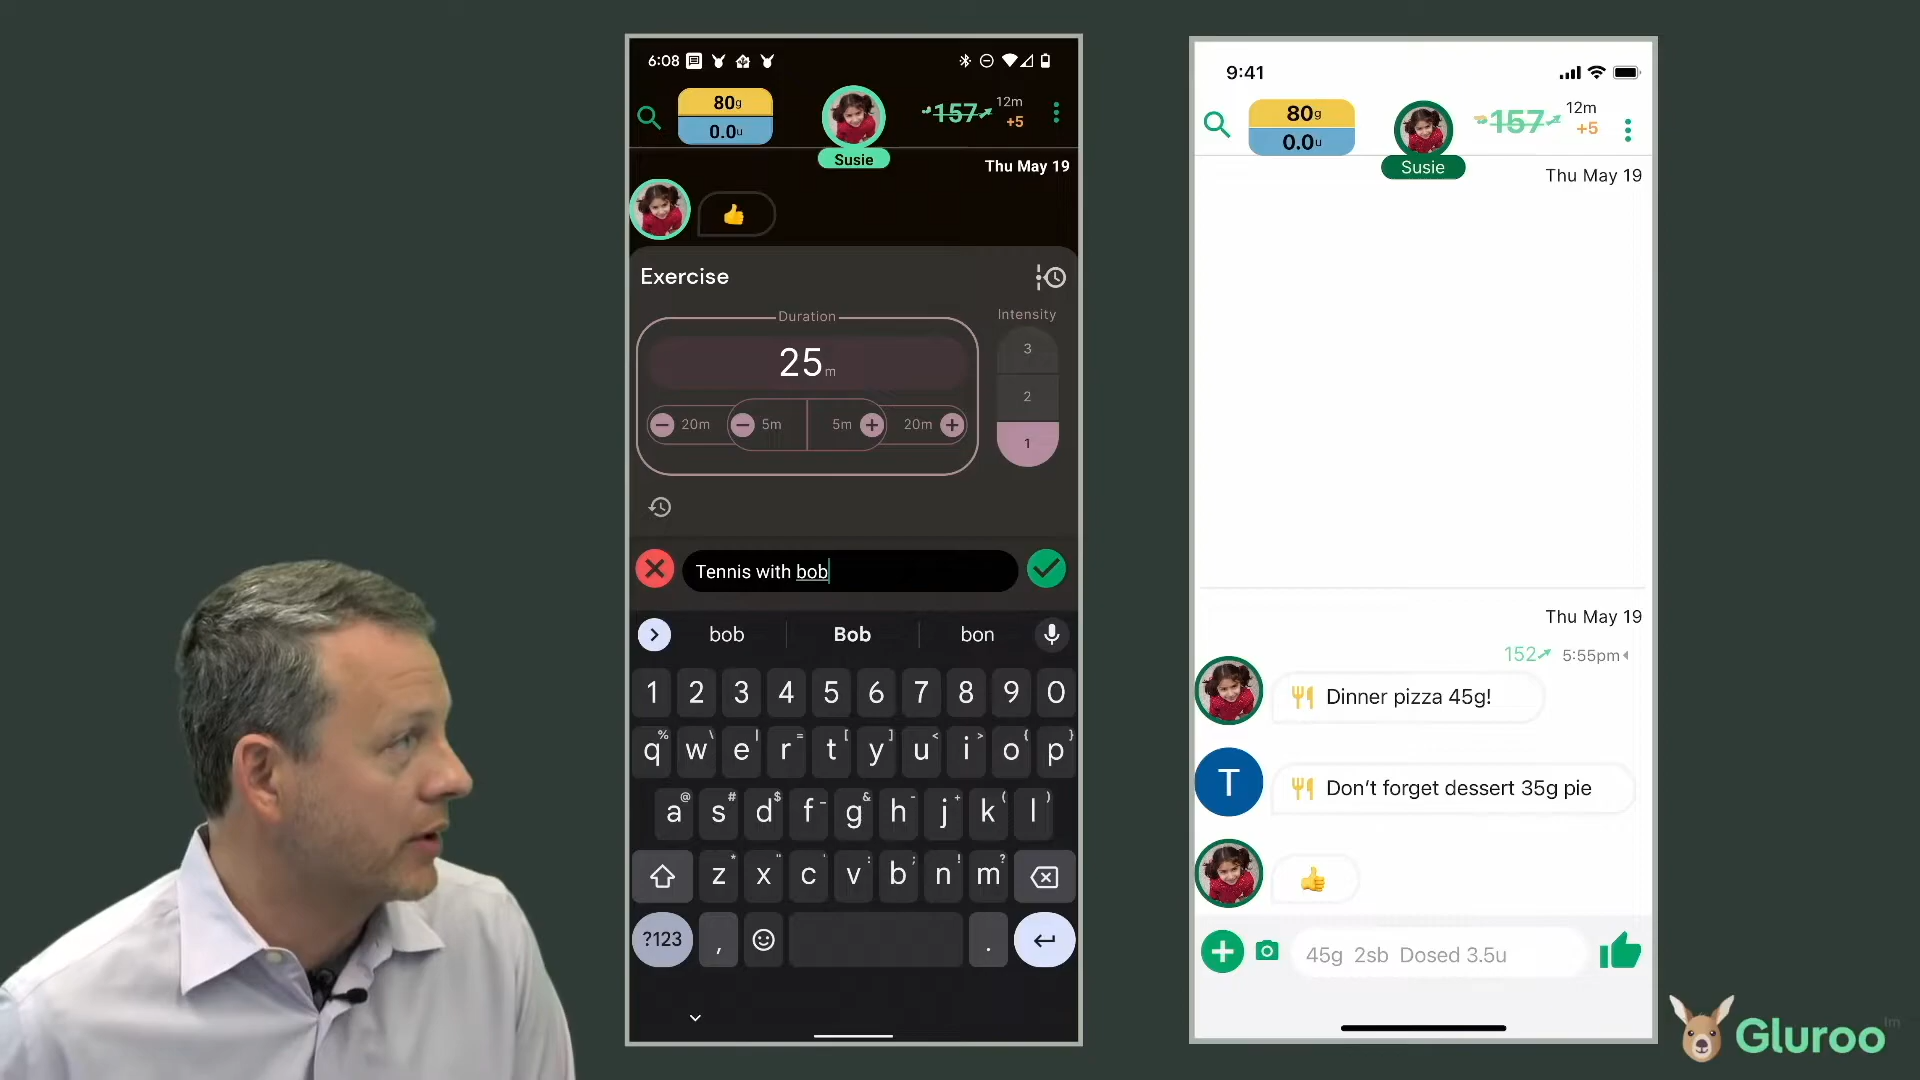 6:08
80g
0.0u
157
12m
+5
Susie
Thu May 19
👍
Exercise
Duration
25m
20m 5m 5m 20m
Intensity
3
2
1
Tennis with bob
bob Bob bon
1 2 3 4 5 6 7 8 9 0
q% w\ e| r= t[ y] u< i> o{ p}
a@ s# d$ f- g& h- j+ k( l)
z* x" c' v: b; n! m?
?123 , .
9:41
80g
0.0u
157
12m
+5
Susie
Thu May 19
Thu May 19
152 5:55pm
Dinner pizza 45g!
T
Don’t forget dessert 35g pie
👍
45g 2sb Dosed 3.5u
Gluroo tm